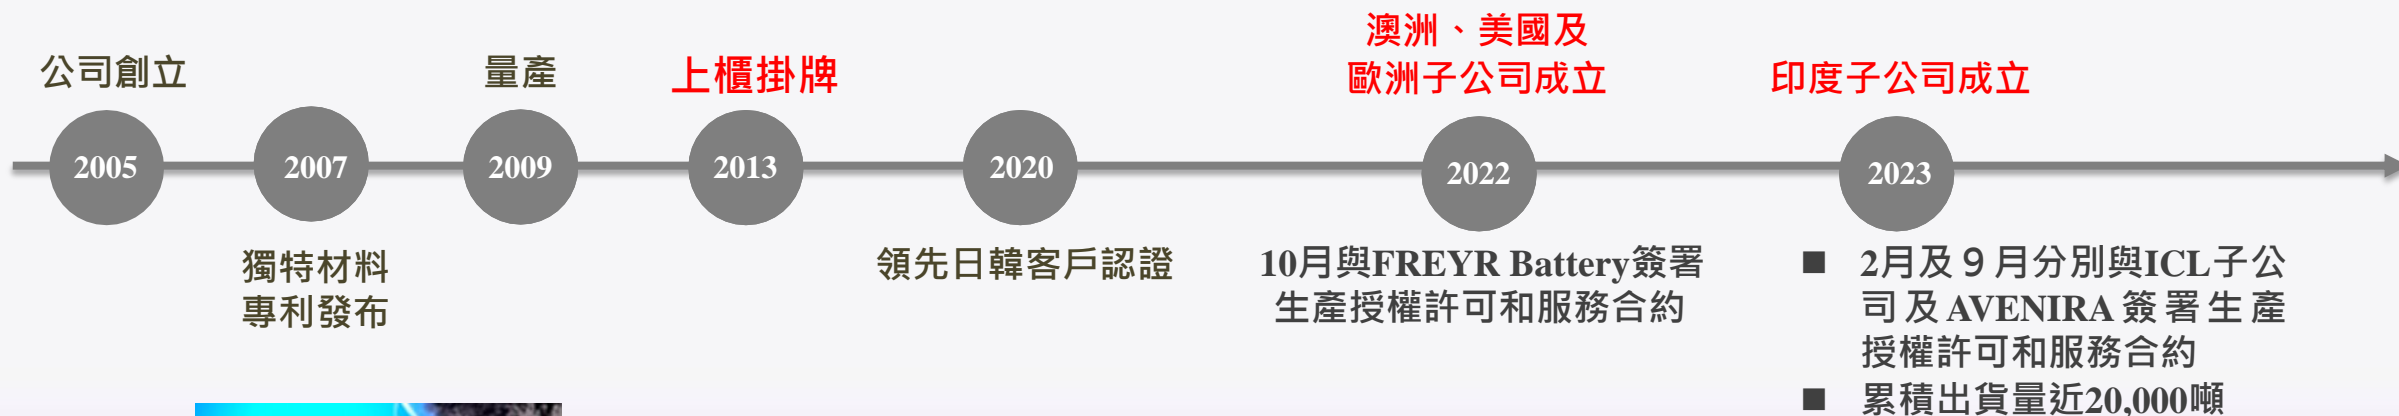 公司創立
2005
2007
獨特材料
專利發布
量產
2009
上櫃掛牌
2013
2020
領先日韓客戶認證
澳洲、美國及
歐洲子公司成立
2022
10月與FREYR Battery簽署
生產授權許可和服務合約
印度子公司成立
2023
■ 2月及９月分別與ICL子公
司及AVENIRA簽署生產
授權許可和服務合約
■ 累積出貨量近20,000噸